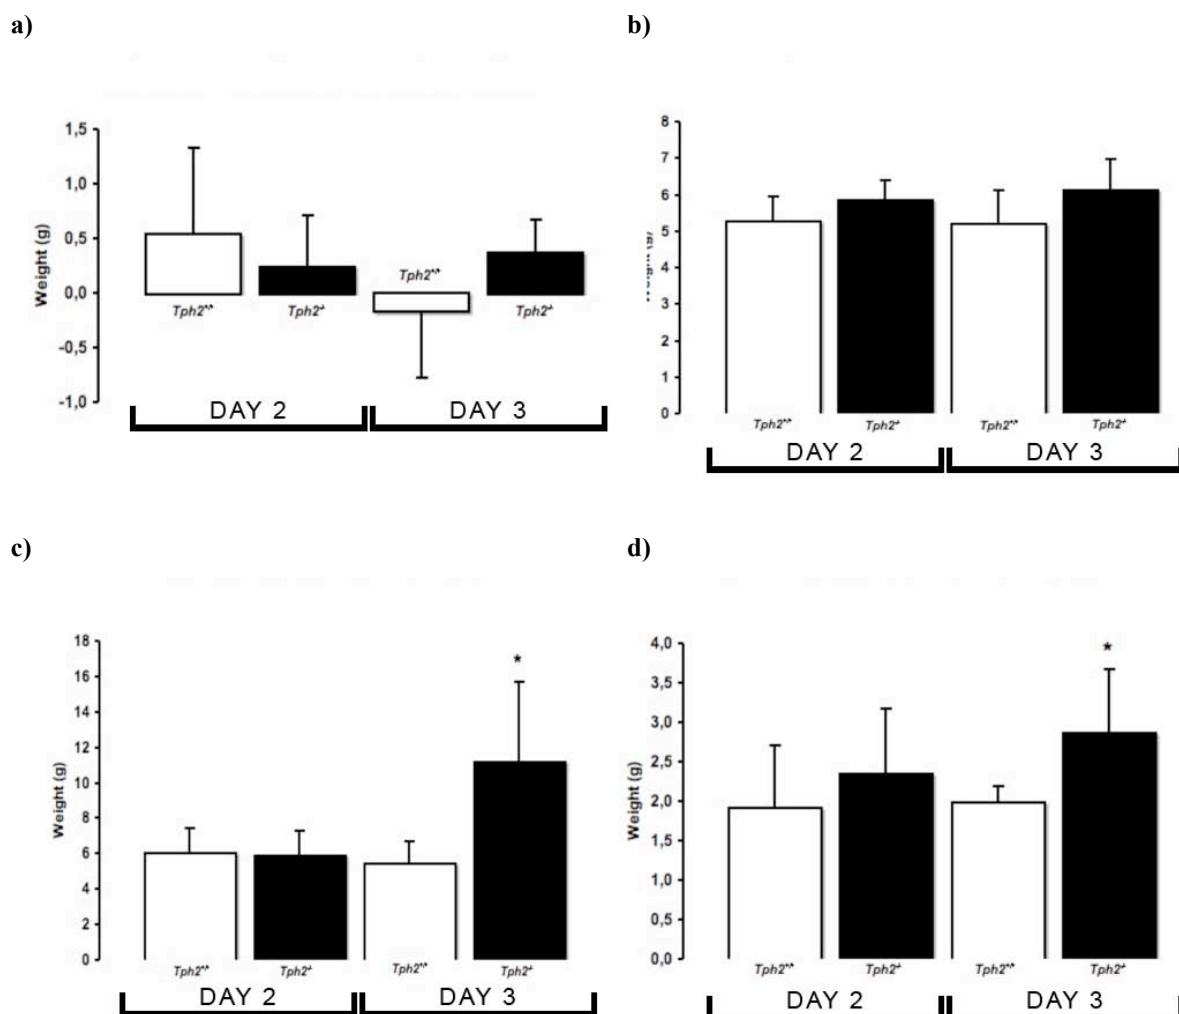 a)
Weight (g)
1,5
1,0
0,5
0,0
-0,5
-1,0
Tph2+/+
Tph2-/-
Tph2+/+
Tph2-/-
DAY 2
DAY 3
b)
Weight (g)
8
7
6
5
4
3
2
1
0
Tph2+/+
Tph2-/-
Tph2+/+
Tph2-/-
DAY 2
DAY 3
c)
Weight (g)
18
16
14
12
10
8
6
4
2
0
*
Tph2+/+
Tph2-/-
Tph2+/+
Tph2-/-
DAY 2
DAY 3
d)
Weight (g)
4,0
3,5
3,0
2,5
2,0
1,5
1,0
0,5
0,0
*
Tph2+/+
Tph2-/-
Tph2+/+
Tph2-/-
DAY 2
DAY 3